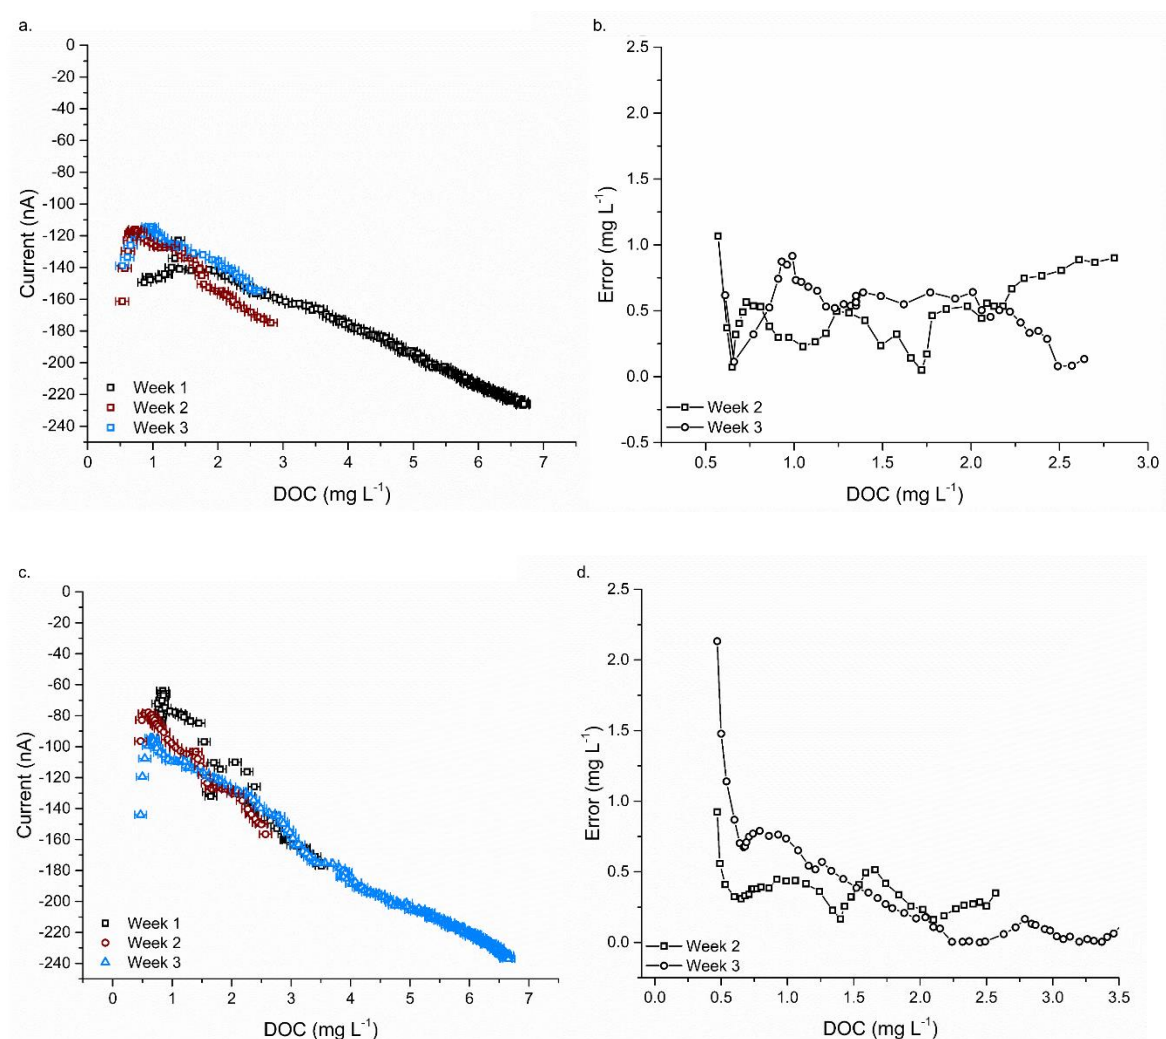 a.
0
-20
-40
-60
-80
-100
-120
-140
-160
-180
-200
-220
-240
Current (nA)
Week 1
Week 2
Week 3
0 1 2 3 4 5 6 7
DOC (mg L⁻¹)
b.
2.5
2.0
1.5
1.0
0.5
0.0
-0.5
Error (mg L⁻¹)
Week 2
Week 3
0.5 1.0 1.5 2.0 2.5 3.0
DOC (mg L⁻¹)
c.
0
-20
-40
-60
-80
-100
-120
-140
-160
-180
-200
-220
-240
Current (nA)
Week 1
Week 2
Week 3
0 1 2 3 4 5 6 7
DOC (mg L⁻¹)
d.
2.5
2.0
1.5
1.0
0.5
0.0
Error (mg L⁻¹)
Week 2
Week 3
0.0 0.5 1.0 1.5 2.0 2.5 3.0 3.5
DOC (mg L⁻¹)